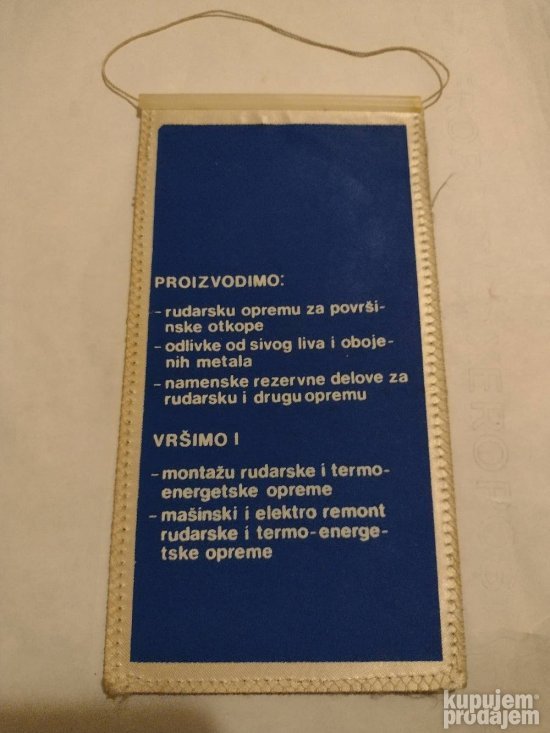 PROIZVODIMO:
- rudarsku opremu za površi-
nske otkope
- odlivke od sivog liva i oboje-
nih metala
- namenske rezervne delove za
rudarsku i drugu opremu
VRŠIMO I
- montažu rudarske i termo-
energetske opreme
- mašinski i elektro remont
rudarske i termo-energe-
tske opreme
kupujem
prodajem